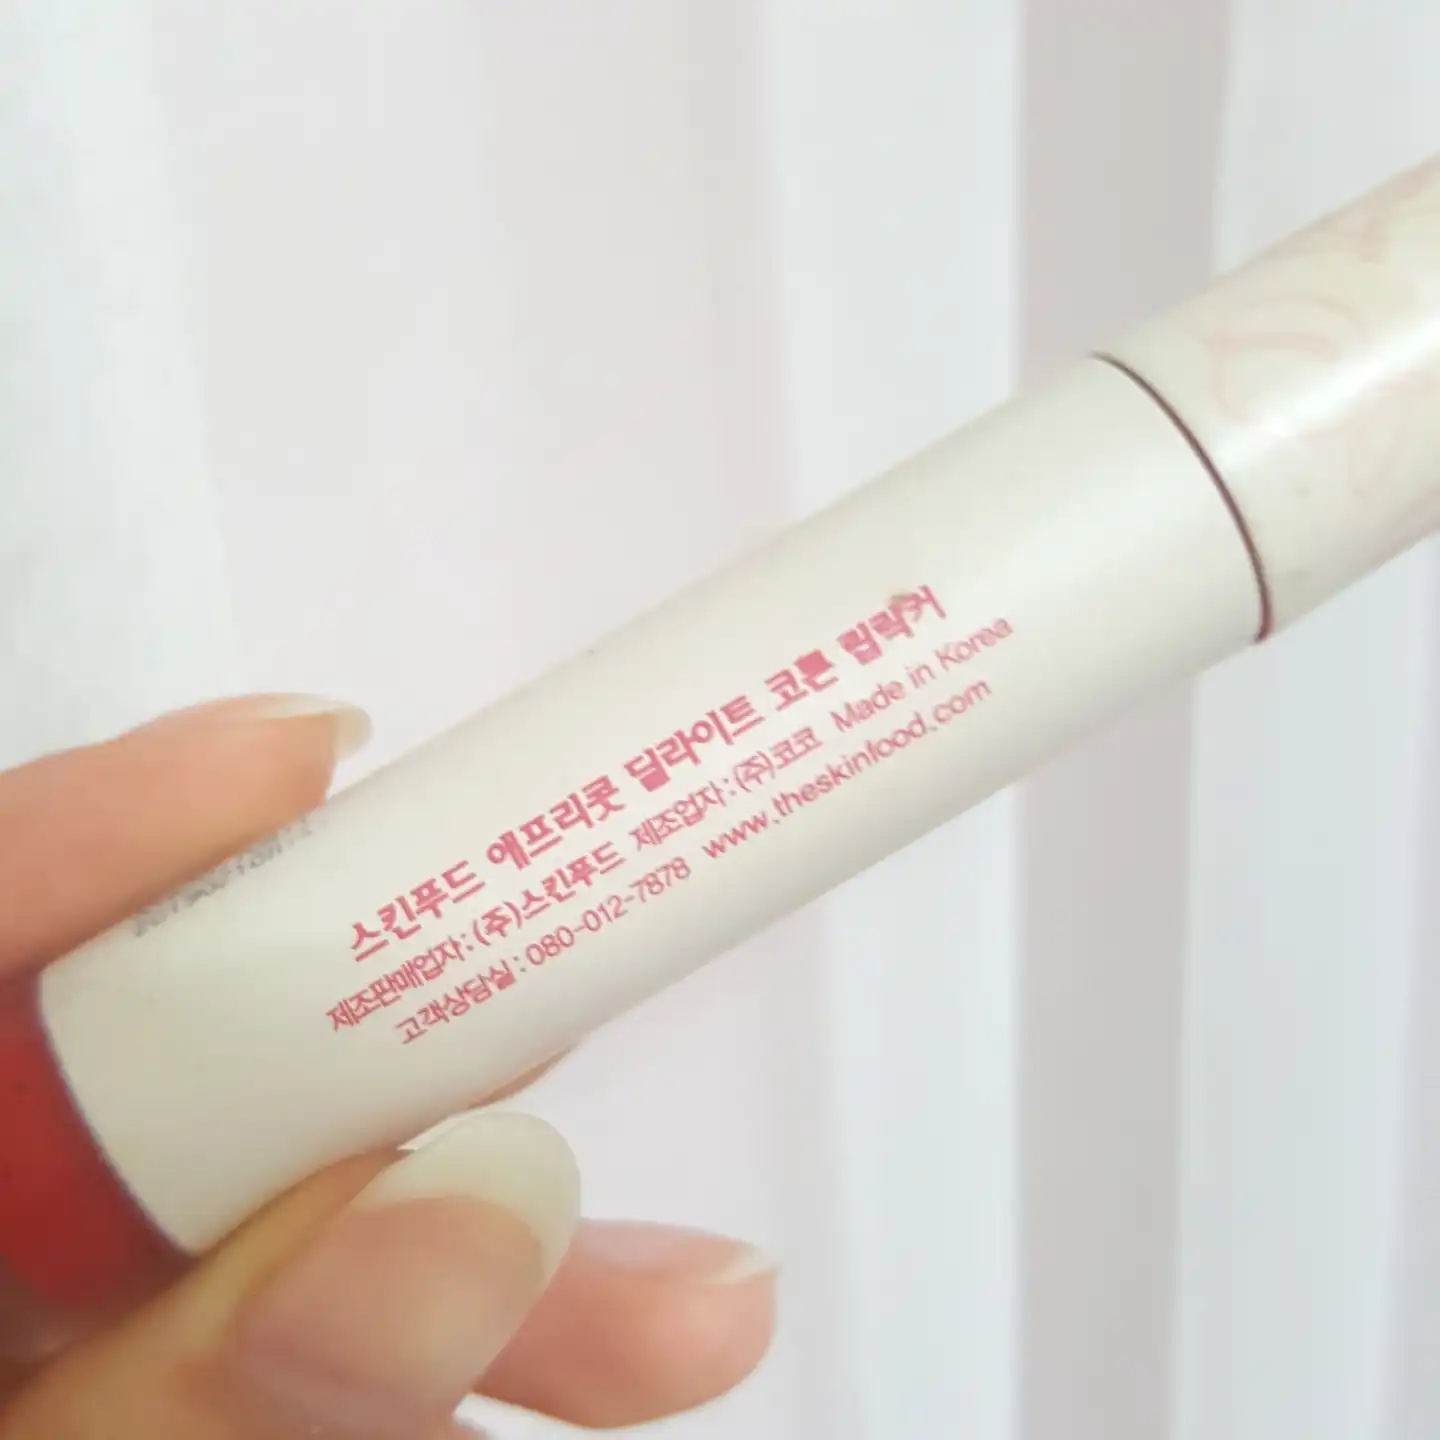 스킨푸드 애프리콧 딜라이트 코튼 립락커
제조판매업자:(주)스킨푸드 제조업자:(주)코코 Made in Korea
고객상담실:080-012-7878 www.theskinfood.com